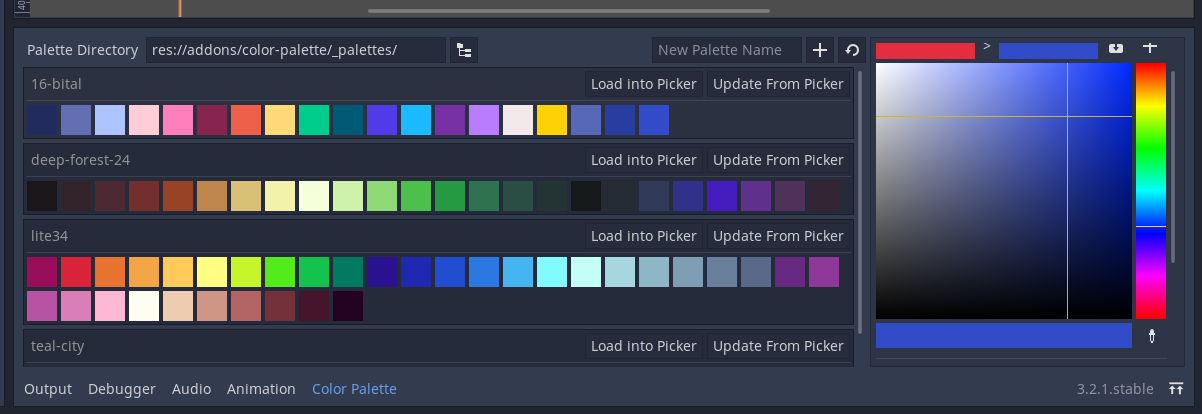 40
Palette Directory res://addons/color-palette/_palettes/ New Palette Name
>
16-bital Load into Picker Update From Picker
deep-forest-24 Load into Picker Update From Picker
lite34 Load into Picker Update From Picker
teal-city Load into Picker Update From Picker
Output Debugger Audio Animation Color Palette 3.2.1.stable